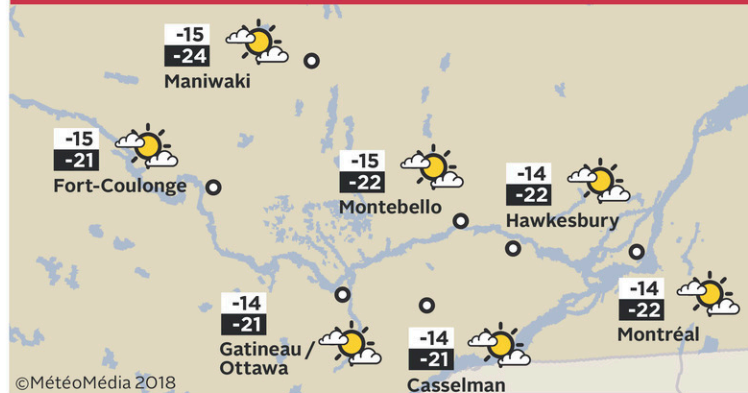 -15
-24
Maniwaki
-15
-21
Fort-Coulonge
-15
-22
Montebello
-14
-22
Hawkesbury
-14
-21
Gatineau /
Ottawa
-14
-21
Casselman
-14
-22
Montréal
©MétéoMédia 2018